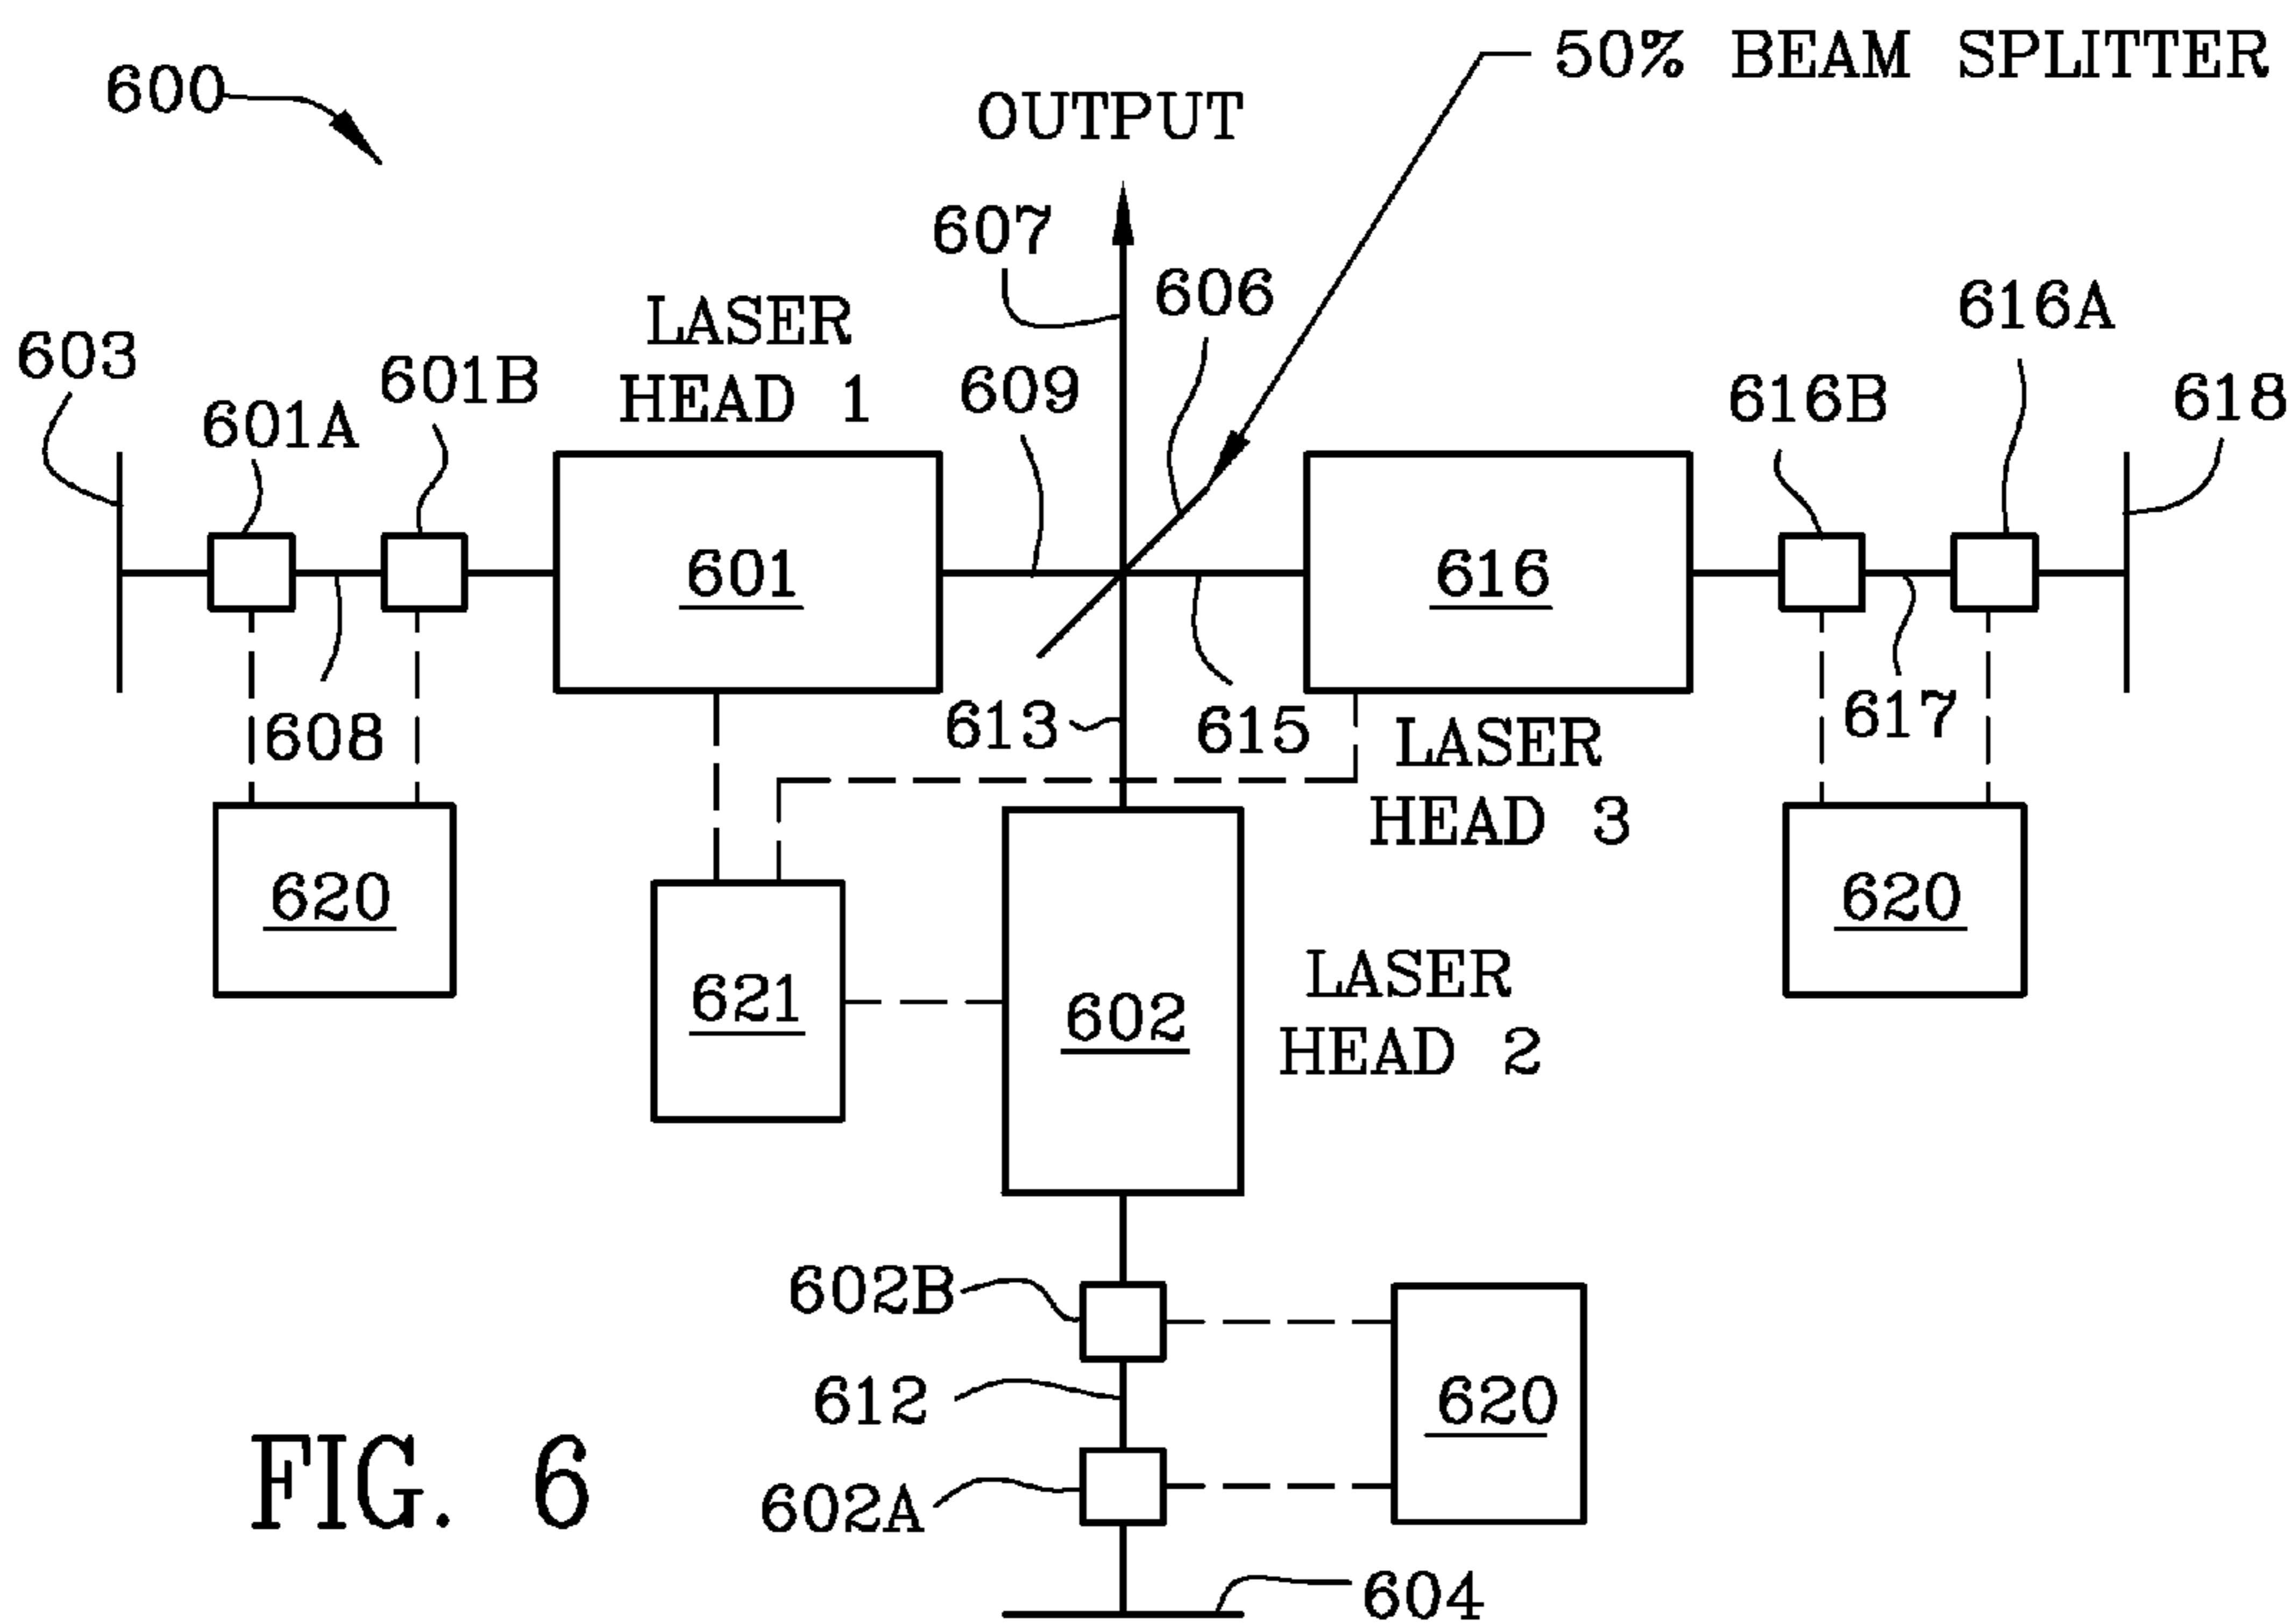 50% BEAM SPLITTER
600
OUTPUT
607
606
616A
LASER
HEAD 1
603
601B
609
616B
618
601A
601
616
608
613
615
LASER
HEAD 3
617
620
620
621
602
LASER
HEAD 2
602B
612
620
602A
604
FIG. 6